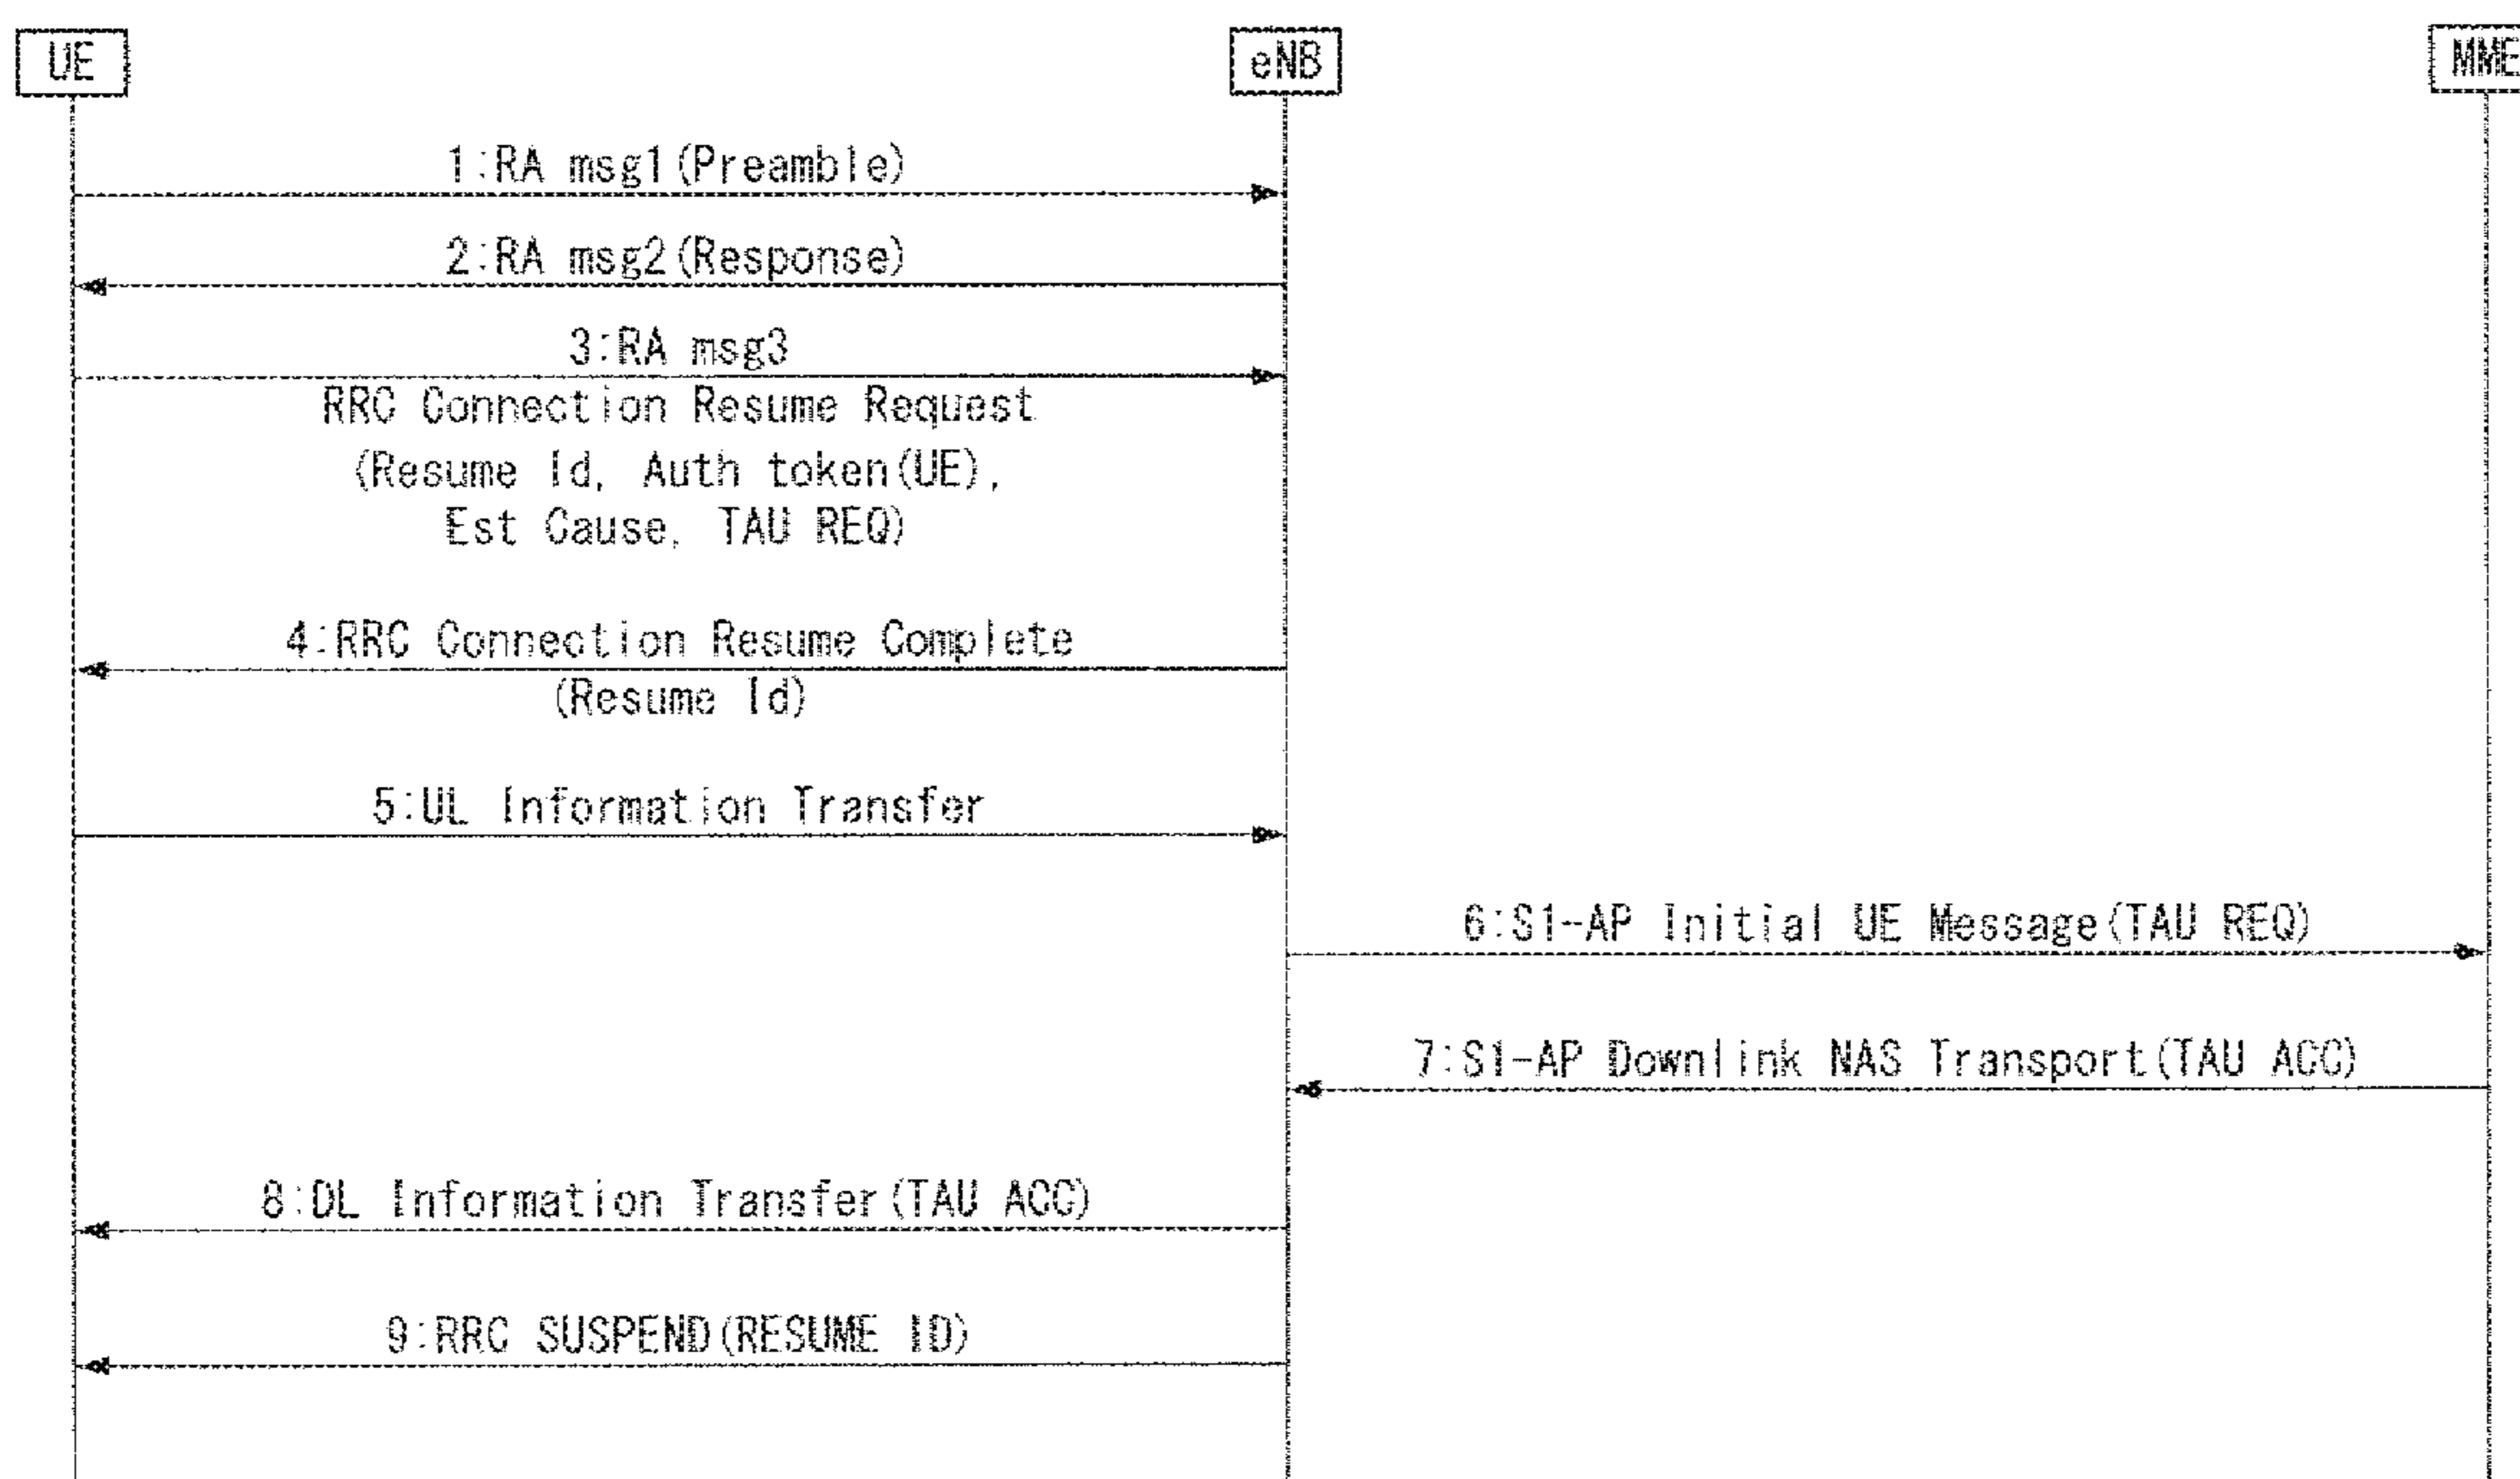 UE
eNB
MME
1:RA msg1(Preamble)
2:RA msg2(Response)
3:RA msg3
RRC Connection Resume Request
(Resume Id, Auth token(UE),
Est Cause, TAU REQ)
4:RRC Connection Resume Complete
(Resume Id)
5:UL Information Transfer
6:S1-AP Initial UE Message(TAU REQ)
7:S1-AP Downlink NAS Transport(TAU ACC)
8:DL Information Transfer(TAU ACC)
9:RRC SUSPEND(RESUME ID)